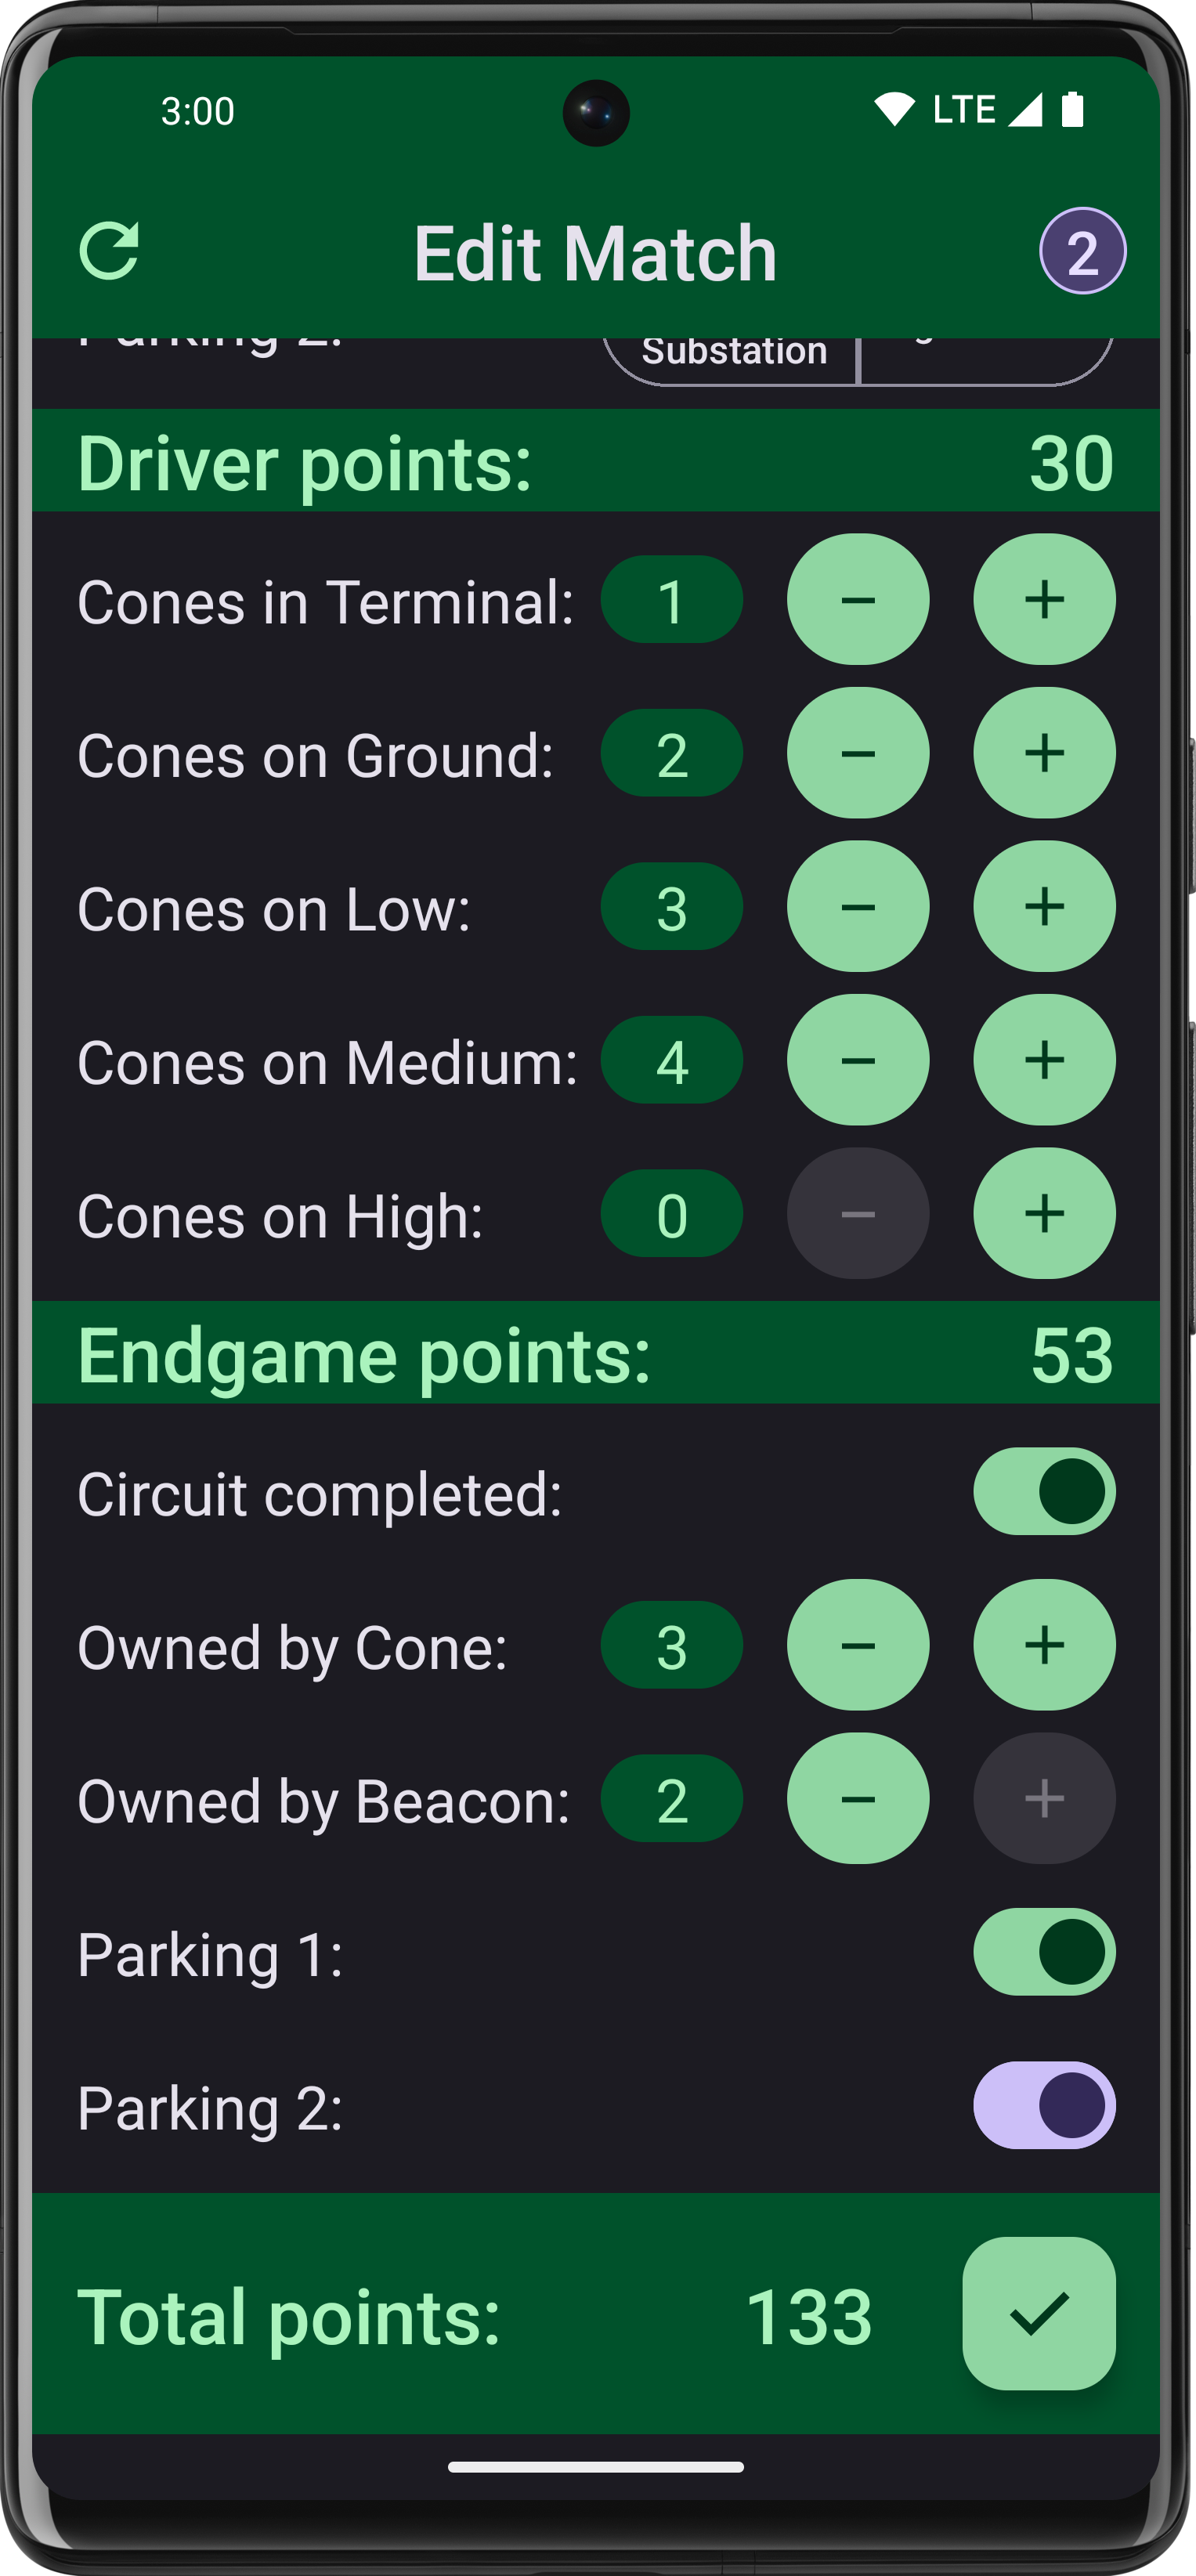 3:00 LTE
Edit Match 2
Parking 2: Substation
Driver points: 30
Cones in Terminal: 1 − +
Cones on Ground: 2 − +
Cones on Low: 3 − +
Cones on Medium: 4 − +
Cones on High: 0 − +
Endgame points: 53
Circuit completed:
Owned by Cone: 3 − +
Owned by Beacon: 2 − +
Parking 1:
Parking 2:
Total points: 133